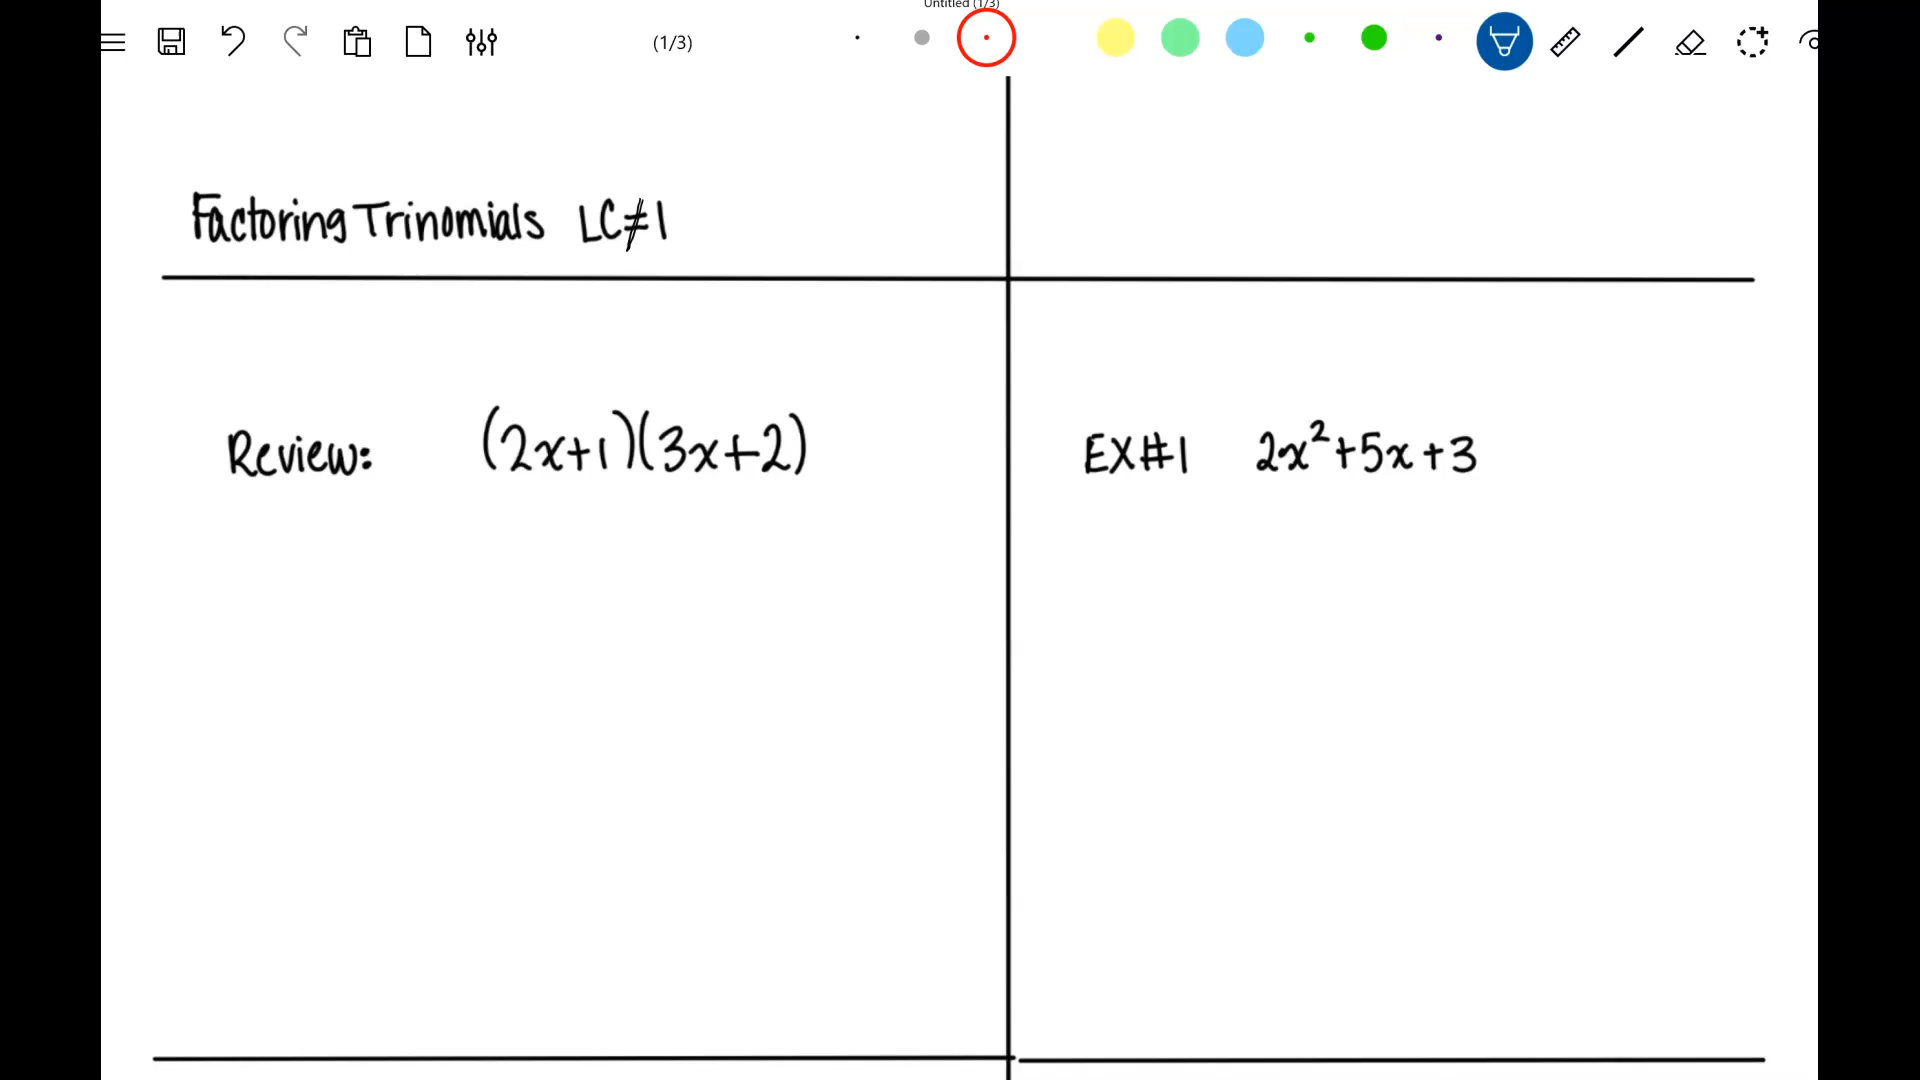 Untitled (1/3)
(1/3)
Factoring Trinomials LC≠1
Review: (2x+1)(3x+2)
EX#1 2x²+5x+3